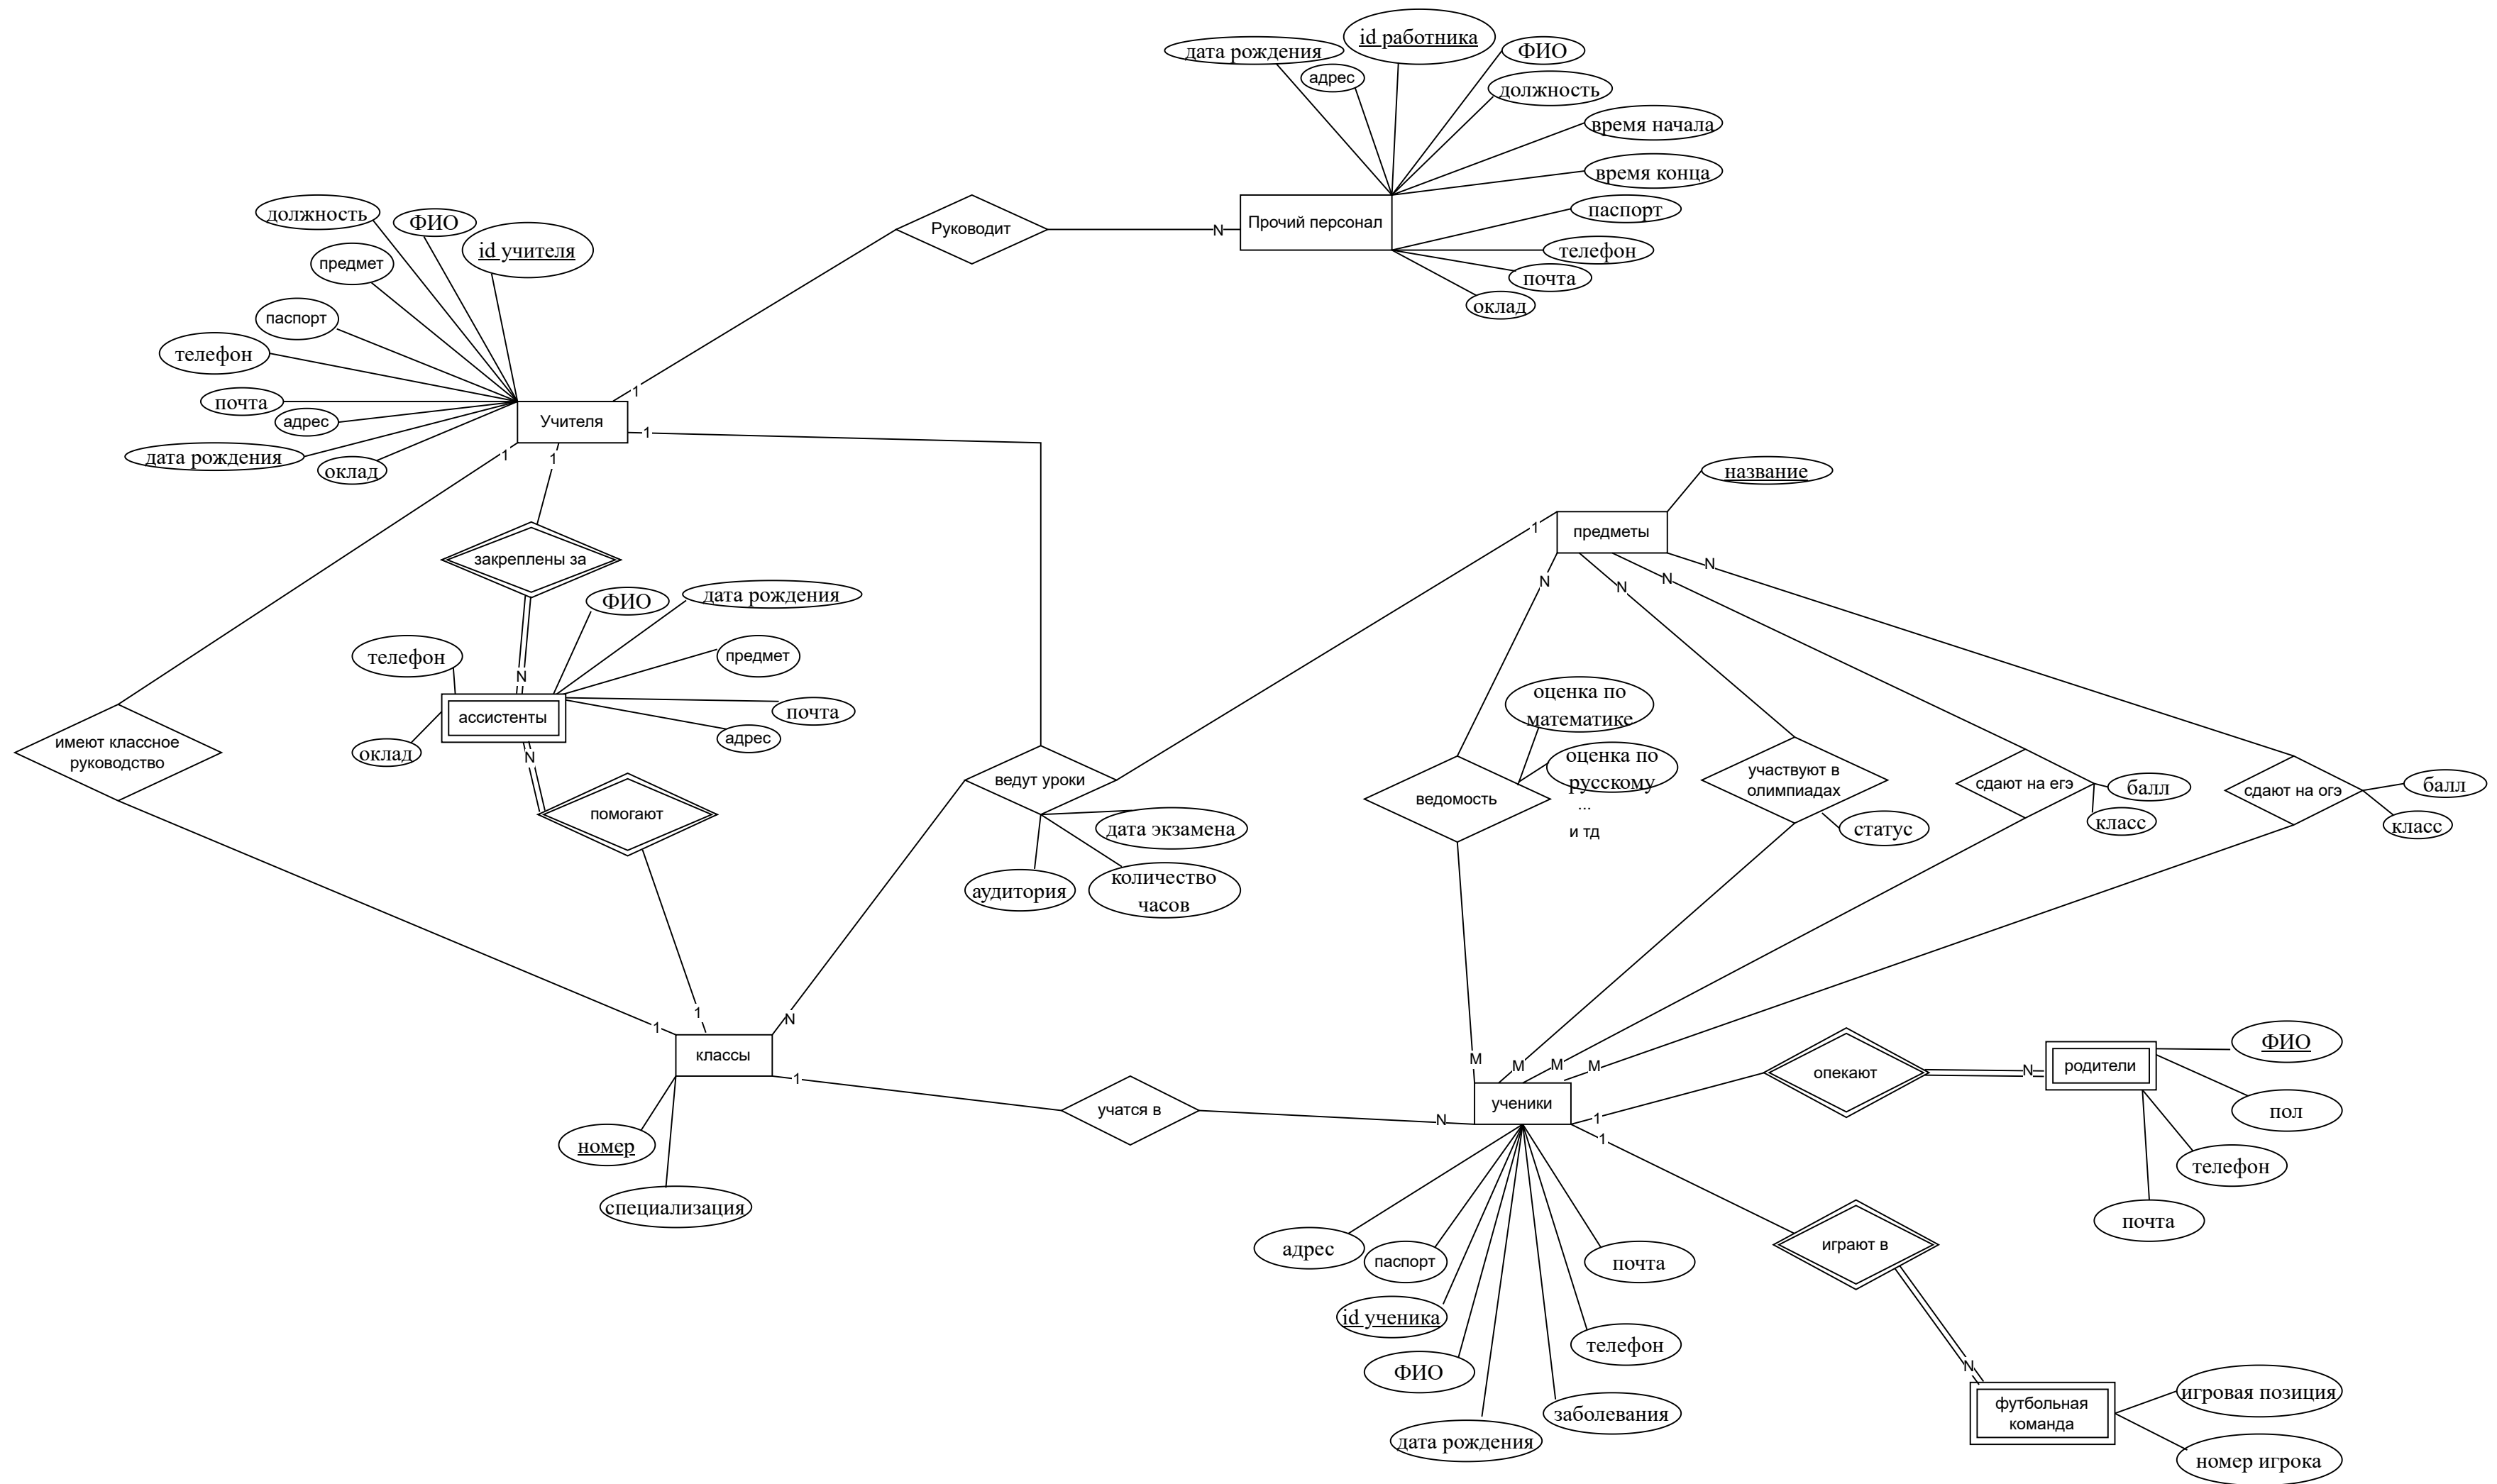 id работника
дата рождения
ФИО
адрес
должность
время начала
время конца
паспорт
телефон
почта
оклад
Прочий персонал
N
Руководит
1
должность
ФИО
id учителя
предмет
паспорт
телефон
почта
адрес
дата рождения
оклад
Учителя
1
1
1
закреплены за
N
ФИО
дата рождения
телефон
предмет
почта
адрес
оклад
ассистенты
N
помогают
1
имеют классное
руководство
1
ведут уроки
дата экзамена
аудитория
количество
часов
N
1
название
предметы
N
N
N
N
оценка по
математике
оценка по
русскому
...
и тд
ведомость
участвуют в
олимпиадах
статус
сдают на егэ
балл
класс
сдают на огэ
балл
класс
M
M
M
M
классы
1
номер
специализация
учатся в
N
ученики
1
1
опекают
N
родители
ФИО
пол
телефон
почта
играют в
N
футбольная
команда
игровая позиция
номер игрока
адрес
паспорт
почта
id ученика
телефон
ФИО
заболевания
дата рождения